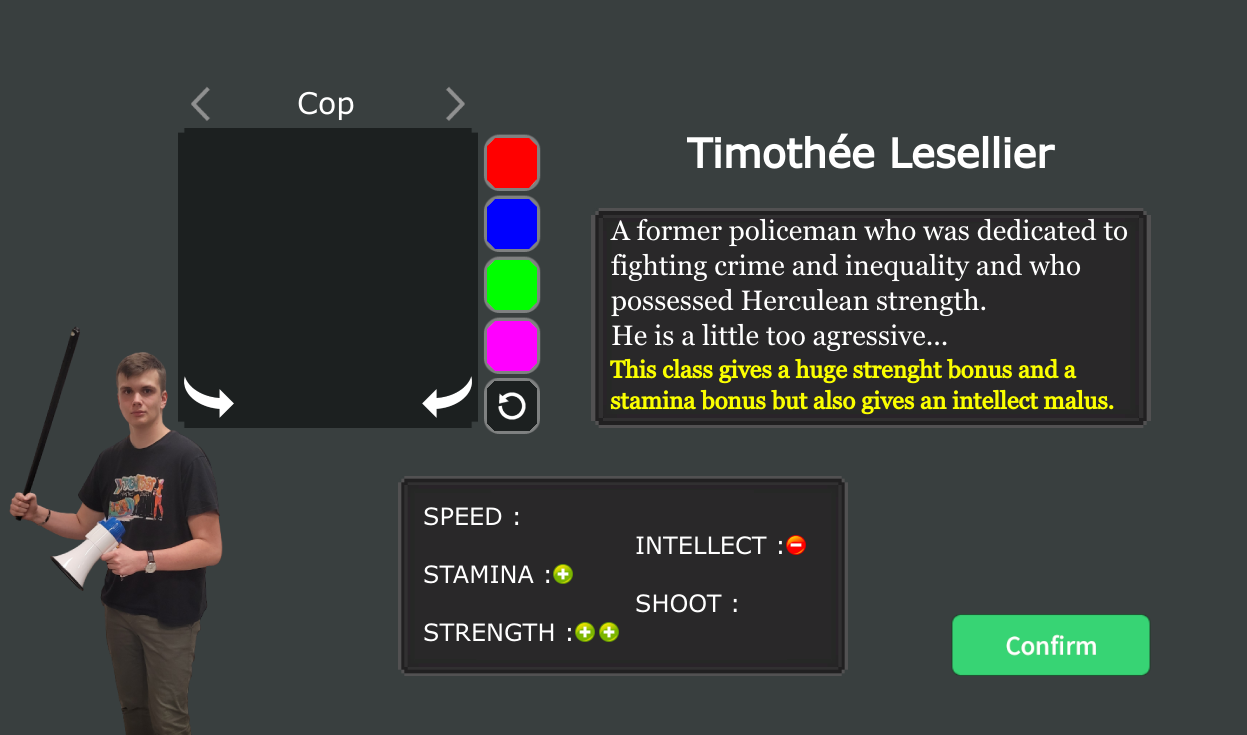 Cop
Timothée Lesellier
A former policeman who was dedicated to
fighting crime and inequality and who
possessed Herculean strength.
He is a little too agressive...
This class gives a huge strenght bonus and a
stamina bonus but also gives an intellect malus.
SPEED :
INTELLECT :
STAMINA :
SHOOT :
STRENGTH :
Confirm